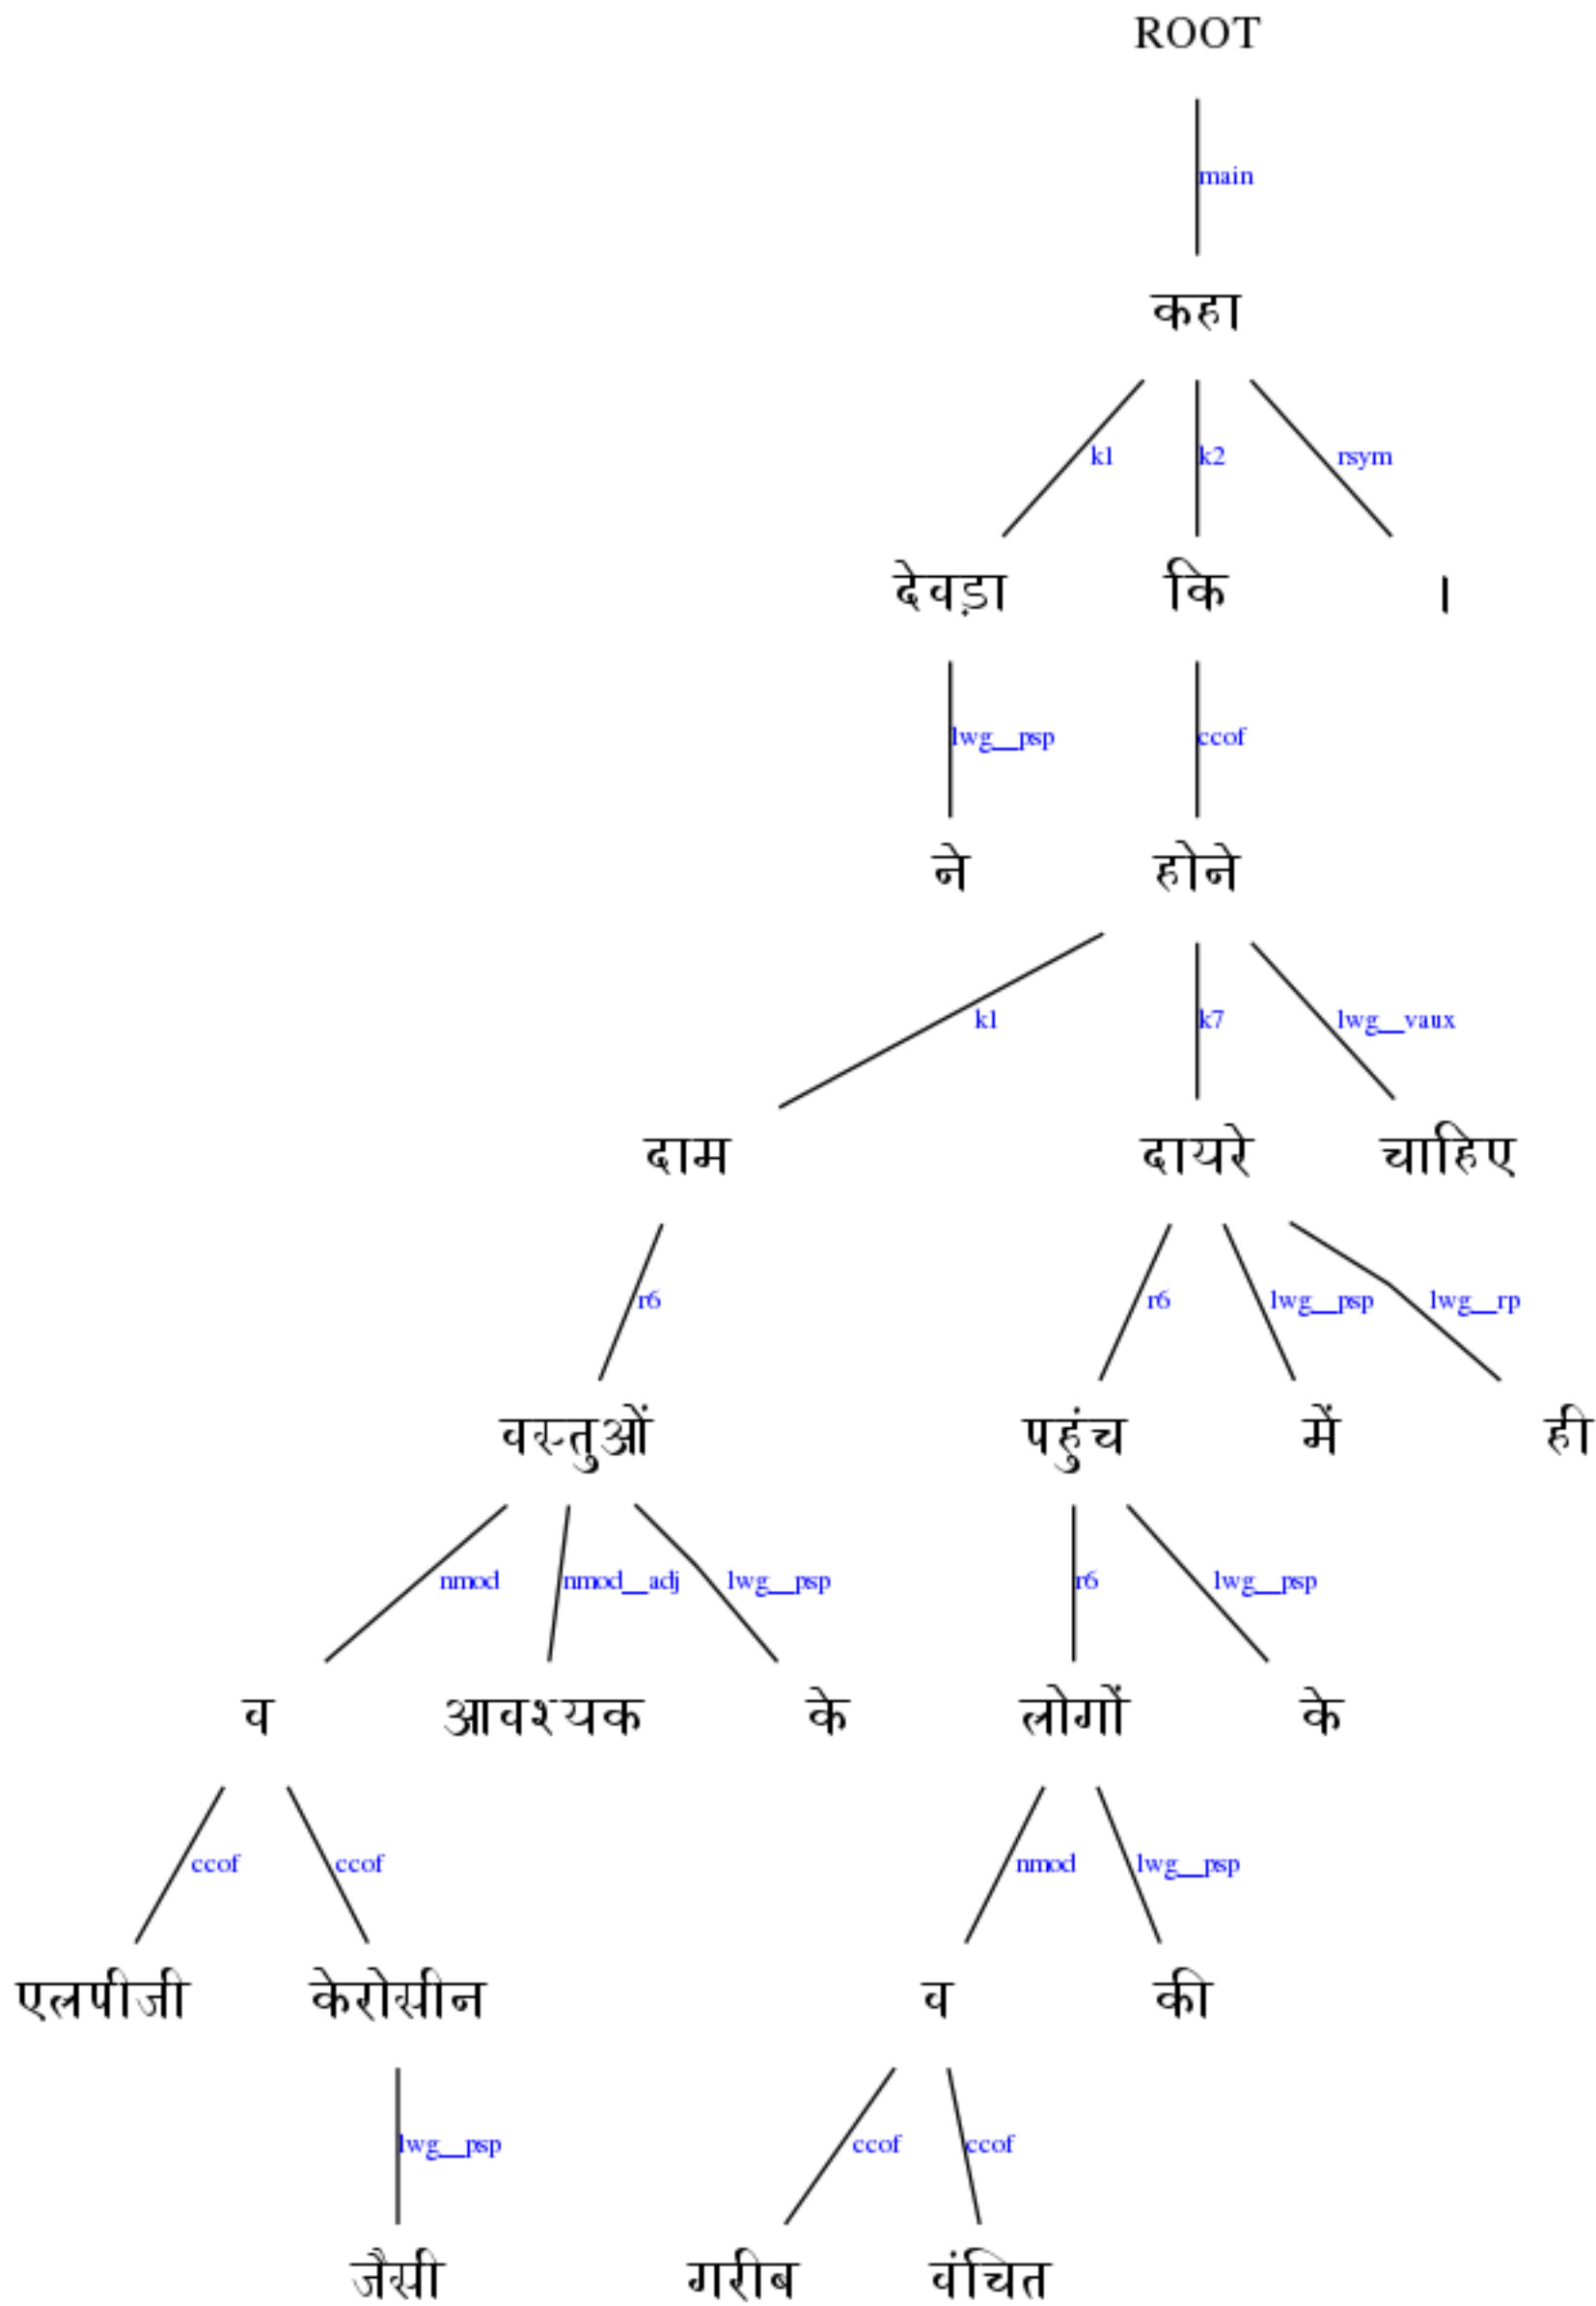 ROOT
main
कहा
k1 k2 rsym
देवड़ा कि ।
lwg__psp ccof
ने होने
k1 k7 lwg__vaux
दाम दायरे चाहिए
r6 r6 lwg__psp lwg__rp
वस्तुओं पहुंच में ही
nmod nmod__adj lwg__psp r6 lwg__psp
व आवश्यक के लोगों के
ccof ccof nmod lwg__psp
एलपीजी केरोसीन व की
lwg__psp ccof ccof
जैसी गरीब वंचित